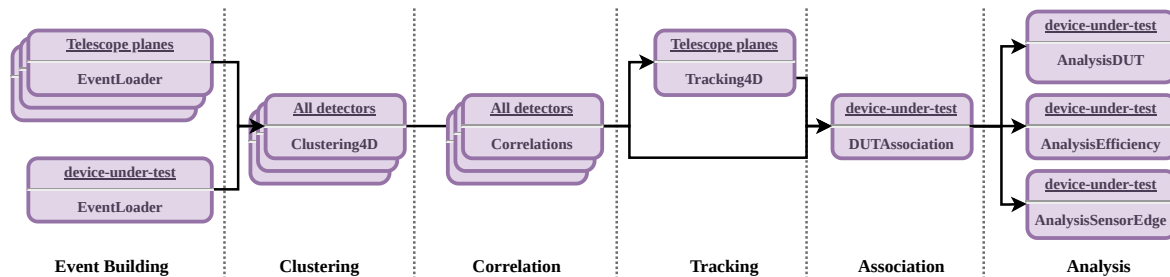 Telescope planes
EventLoader
device-under-test
EventLoader
All detectors
Clustering4D
All detectors
Correlations
Telescope planes
Tracking4D
device-under-test
DUTAssociation
device-under-test
AnalysisDUT
device-under-test
AnalysisEfficiency
device-under-test
AnalysisSensorEdge
Event Building
Clustering
Correlation
Tracking
Association
Analysis